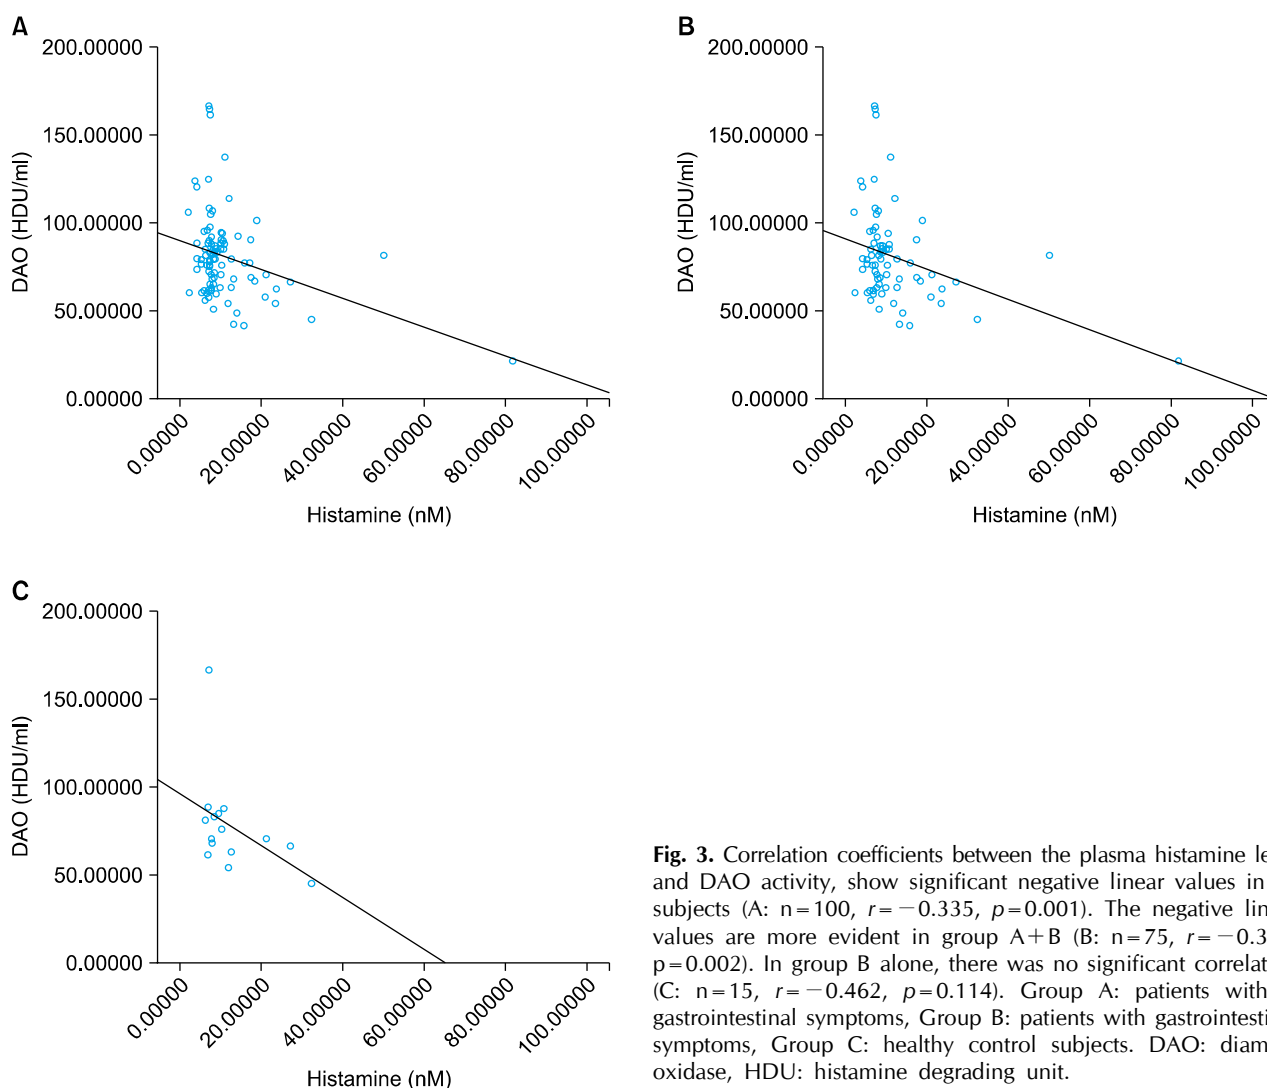 A
200.00000
150.00000
100.00000
50.00000
0.00000
DAO (HDU/ml)
0.00000
20.00000
40.00000
60.00000
80.00000
100.00000
Histamine (nM)
B
200.00000
150.00000
100.00000
50.00000
0.00000
DAO (HDU/ml)
0.00000
20.00000
40.00000
60.00000
80.00000
100.00000
Histamine (nM)
C
200.00000
150.00000
100.00000
50.00000
00.00000
DAO (HDU/ml)
0.00000
20.00000
40.00000
60.00000
80.00000
100.00000
Histamine (nM)
Fig. 3. Correlation coefficients between the plasma histamine le
and DAO activity, show significant negative linear values in
subjects (A: n=100, r=−0.335, p=0.001). The negative lin
values are more evident in group A+B (B: n=75, r=−0.3
p=0.002). In group B alone, there was no significant correlat
(C: n=15, r=−0.462, p=0.114). Group A: patients with
gastrointestinal symptoms, Group B: patients with gastrointesti
symptoms, Group C: healthy control subjects. DAO: diam
oxidase, HDU: histamine degrading unit.